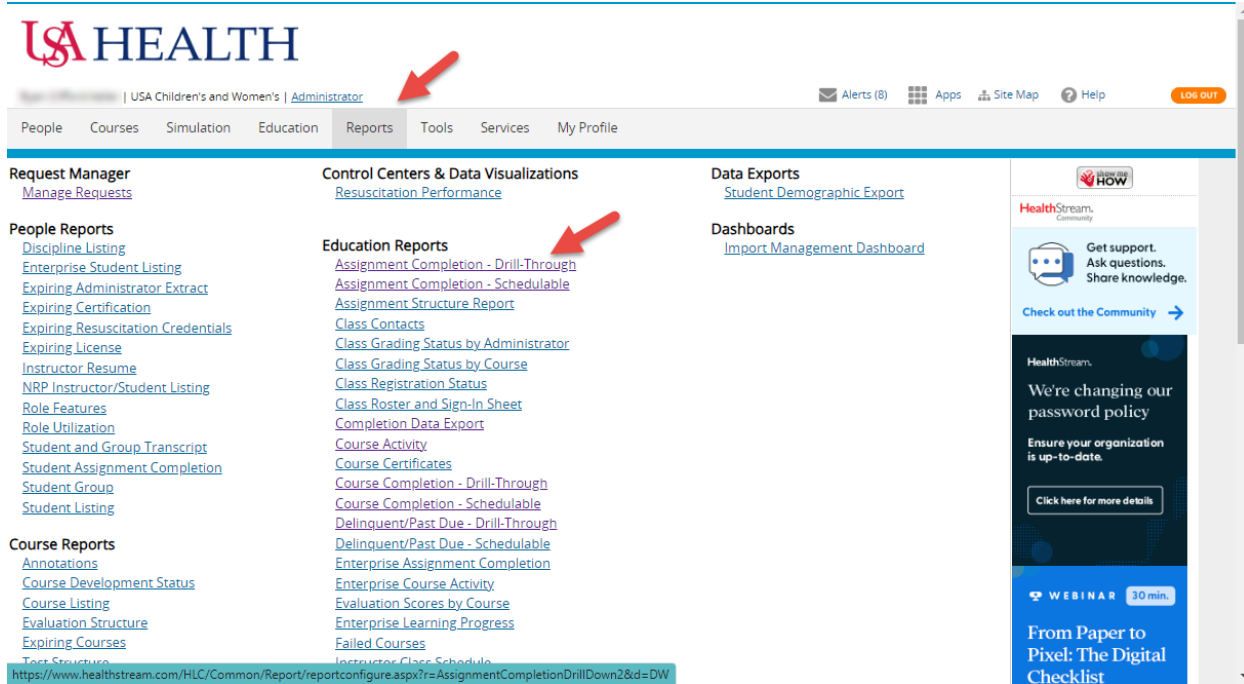 USA HEALTH
| USA Children's and Women's | Administrator
Alerts (8) Apps Site Map Help LOG OUT
People Courses Simulation Education Reports Tools Services My Profile
Request Manager
Manage Requests
People Reports
Discipline Listing
Enterprise Student Listing
Expiring Administrator Extract
Expiring Certification
Expiring Resuscitation Credentials
Expiring License
Instructor Resume
NRP Instructor/Student Listing
Role Features
Role Utilization
Student and Group Transcript
Student Assignment Completion
Student Group
Student Listing
Course Reports
Annotations
Course Development Status
Course Listing
Evaluation Structure
Expiring Courses
Test Structure
Control Centers & Data Visualizations
Resuscitation Performance
Education Reports
Assignment Completion - Drill-Through
Assignment Completion - Schedulable
Assignment Structure Report
Class Contacts
Class Grading Status by Administrator
Class Grading Status by Course
Class Registration Status
Class Roster and Sign-In Sheet
Completion Data Export
Course Activity
Course Certificates
Course Completion - Drill-Through
Course Completion - Schedulable
Delinquent/Past Due - Drill-Through
Delinquent/Past Due - Schedulable
Enterprise Assignment Completion
Enterprise Course Activity
Evaluation Scores by Course
Enterprise Learning Progress
Failed Courses
Instructor Class Schedule
Data Exports
Student Demographic Export
Dashboards
Import Management Dashboard
show me
HOW
HealthStream.
Community
Get support.
Ask questions.
Share knowledge.
Check out the Community
HealthStream.
We're changing our
password policy
Ensure your organization
is up-to-date.
Click here for more details
WEBINAR 30 min.
From Paper to
Pixel: The Digital
Checklist
https://www.healthstream.com/HLC/Common/Report/reportconfigure.aspx?r=AssignmentCompletionDrillDown2&d=DW